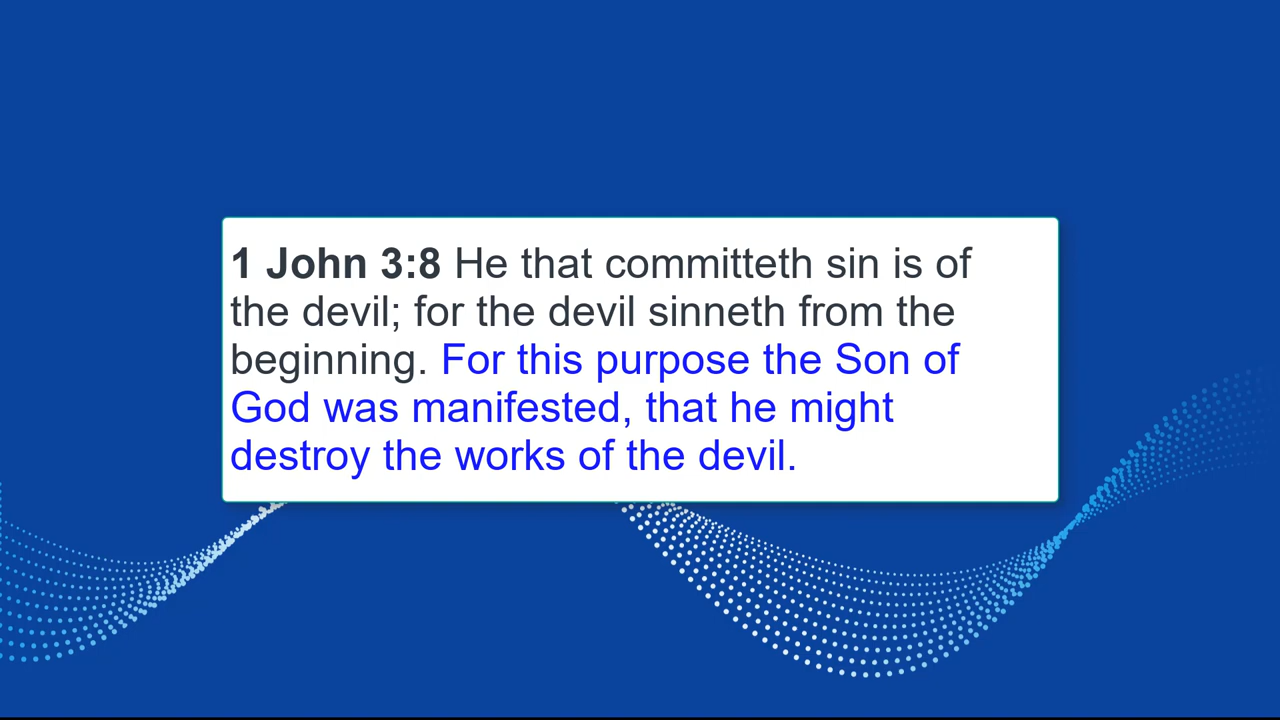 1 John 3:8 He that committeth sin is of
the devil; for the devil sinneth from the
beginning. For this purpose the Son of
God was manifested, that he might
destroy the works of the devil.